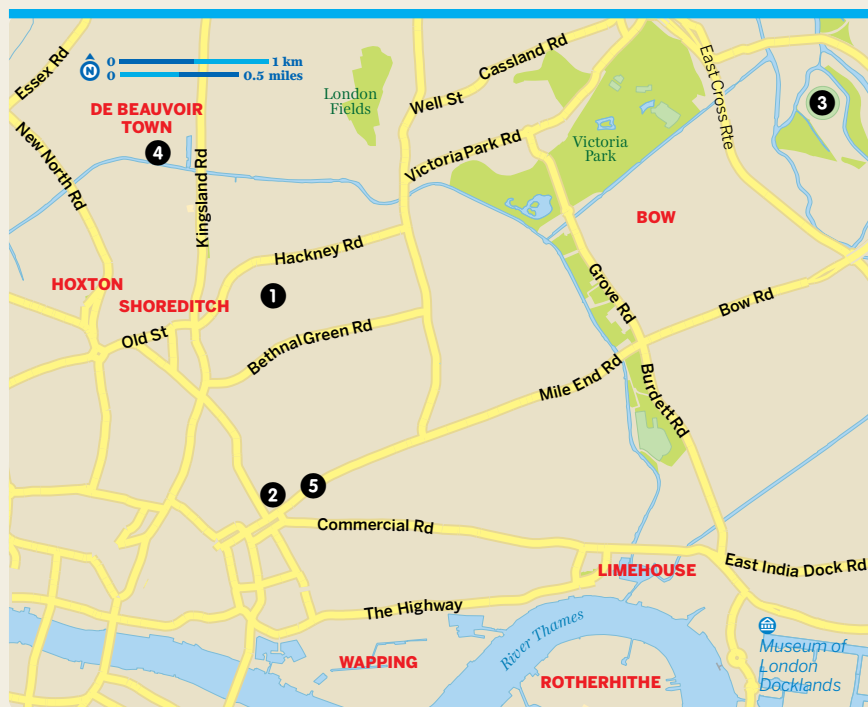 Essex Rd
0 1 km
N
0 0.5 miles
Cassland Rd
East Cross Rte
DE BEAUVOIR
TOWN
London
Fields
Well St
3
4
New North Rd
Kingsland Rd
Victoria Park Rd
Victoria
Park
BOW
Hackney Rd
HOXTON
SHOREDITCH
1
Grove Rd
Old St
Bethnal Green Rd
Bow Rd
Mile End Rd
Burdett Rd
2
5
Commercial Rd
LIMEHOUSE
East India Dock Rd
The Highway
River Thames
WAPPING
ROTHERHITHE
Museum of
London
Docklands